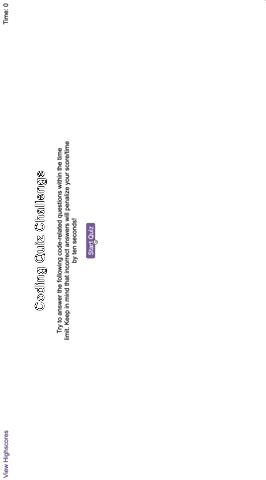 View Highscores
Time: 0
Coding Quiz Challenge
Try to answer the following code-related questions within the time
limit. Keep in mind that incorrect answers will penalize your score/time
by ten seconds!
Start Quiz